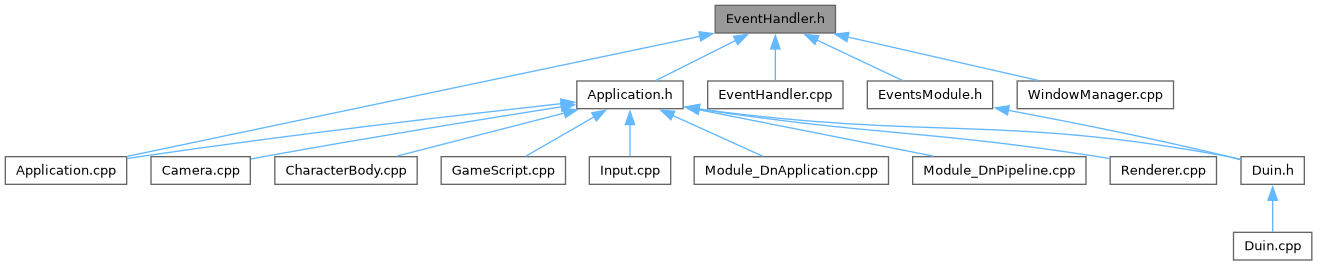 EventHandler.h
Application.h
EventHandler.cpp
EventsModule.h
WindowManager.cpp
Application.cpp
Camera.cpp
CharacterBody.cpp
GameScript.cpp
Input.cpp
Module_DnApplication.cpp
Module_DnPipeline.cpp
Renderer.cpp
Duin.h
Duin.cpp